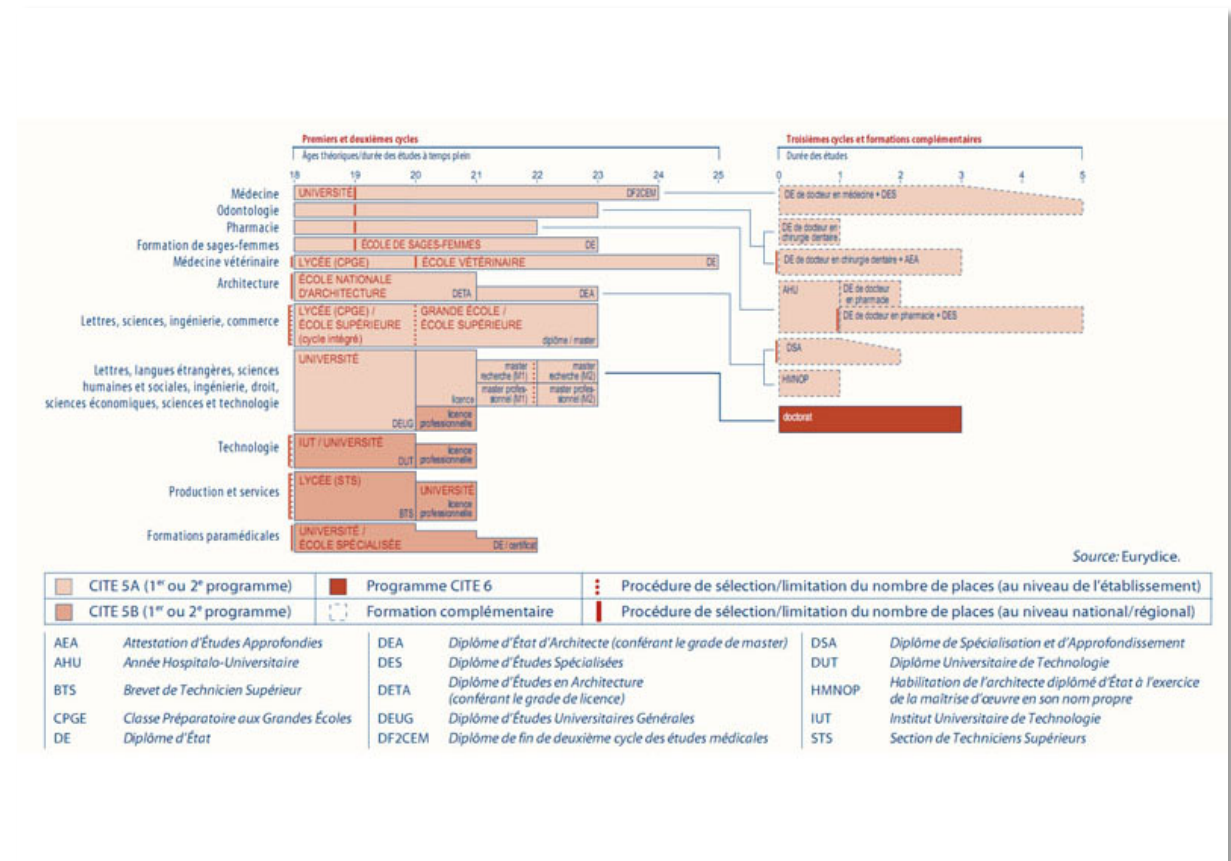 Premiers et deuxièmes cycles
Âges théoriques/durée des études à temps plein
18 19 20 21 22 23 24 25
Troisièmes cycles et formations complémentaires
Durée des études
0 1 2 3 4 5
Médecine
UNIVERSITÉ
DF2CEM
Odontologie
Pharmacie
Formation de sages-femmes
ÉCOLE DE SAGES-FEMMES
DE
Médecine vétérinaire
LYCÉE (CPGE)
ÉCOLE VÉTÉRINAIRE
DE
Architecture
ÉCOLE NATIONALE
D'ARCHITECTURE
DETA
DEA
Lettres, sciences, ingénierie, commerce
LYCÉE (CPGE) /
ÉCOLE SUPÉRIEURE
(cycle intégré)
GRANDE ÉCOLE /
ÉCOLE SUPÉRIEURE
diplôme / master
Lettres, langues étrangères, sciences
humaines et sociales, ingénierie, droit,
sciences économiques, sciences et technologie
UNIVERSITÉ
DEUG
licence
licence
professionnelle
master
recherche (M1)
master
recherche (M2)
master profes-
sionnel (M1)
master profes-
sionnel (M2)
Technologie
IUT / UNIVERSITÉ
DUT
licence
professionnelle
Production et services
LYCÉE (STS)
BTS
UNIVERSITÉ
licence
professionnelle
Formations paramédicales
UNIVERSITÉ /
ÉCOLE SPÉCIALISÉE
DE / certificat
DE de docteur en médecine + DES
DE de docteur en
chirurgie dentaire
DE de docteur en chirurgie dentaire + AEA
AHU
DE de docteur
en pharmacie
DE de docteur en pharmacie + DES
DSA
HMNOP
doctorat
Source: Eurydice.
CITE 5A (1er ou 2e programme)
Programme CITE 6
Procédure de sélection/limitation du nombre de places (au niveau de l'établissement)
CITE 5B (1er ou 2e programme)
Formation complémentaire
Procédure de sélection/limitation du nombre de places (au niveau national/régional)
AEA Attestation d'Études Approfondies
AHU Année Hospitalo-Universitaire
BTS Brevet de Technicien Supérieur
CPGE Classe Préparatoire aux Grandes Écoles
DE Diplôme d'État
DEA Diplôme d'État d'Architecte (conférant le grade de master)
DES Diplôme d'Études Spécialisées
DETA Diplôme d'Études en Architecture
(conférant le grade de licence)
DEUG Diplôme d'Études Universitaires Générales
DF2CEM Diplôme de fin de deuxième cycle des études médicales
DSA Diplôme de Spécialisation et d'Approfondissement
DUT Diplôme Universitaire de Technologie
HMNOP Habilitation de l'architecte diplômé d'État à l'exercice
de la maîtrise d'œuvre en son nom propre
IUT Institut Universitaire de Technologie
STS Section de Techniciens Supérieurs